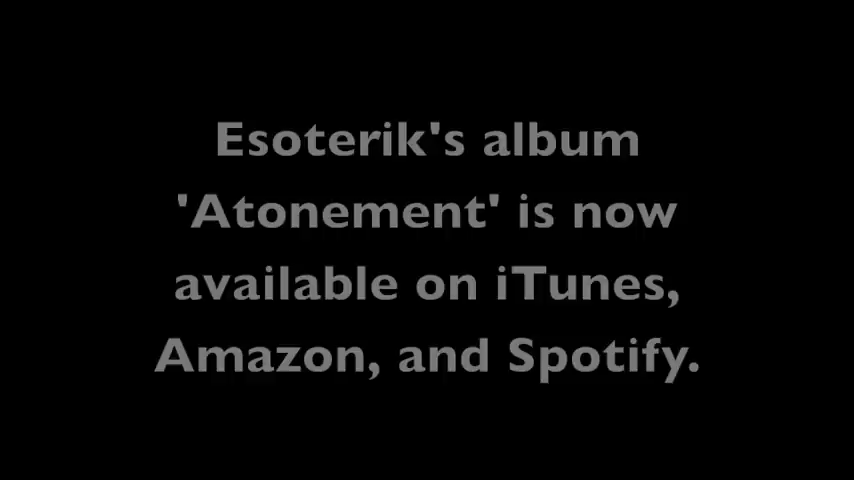 Esoterik's album
'Atonement' is now
available on iTunes,
Amazon, and Spotify.